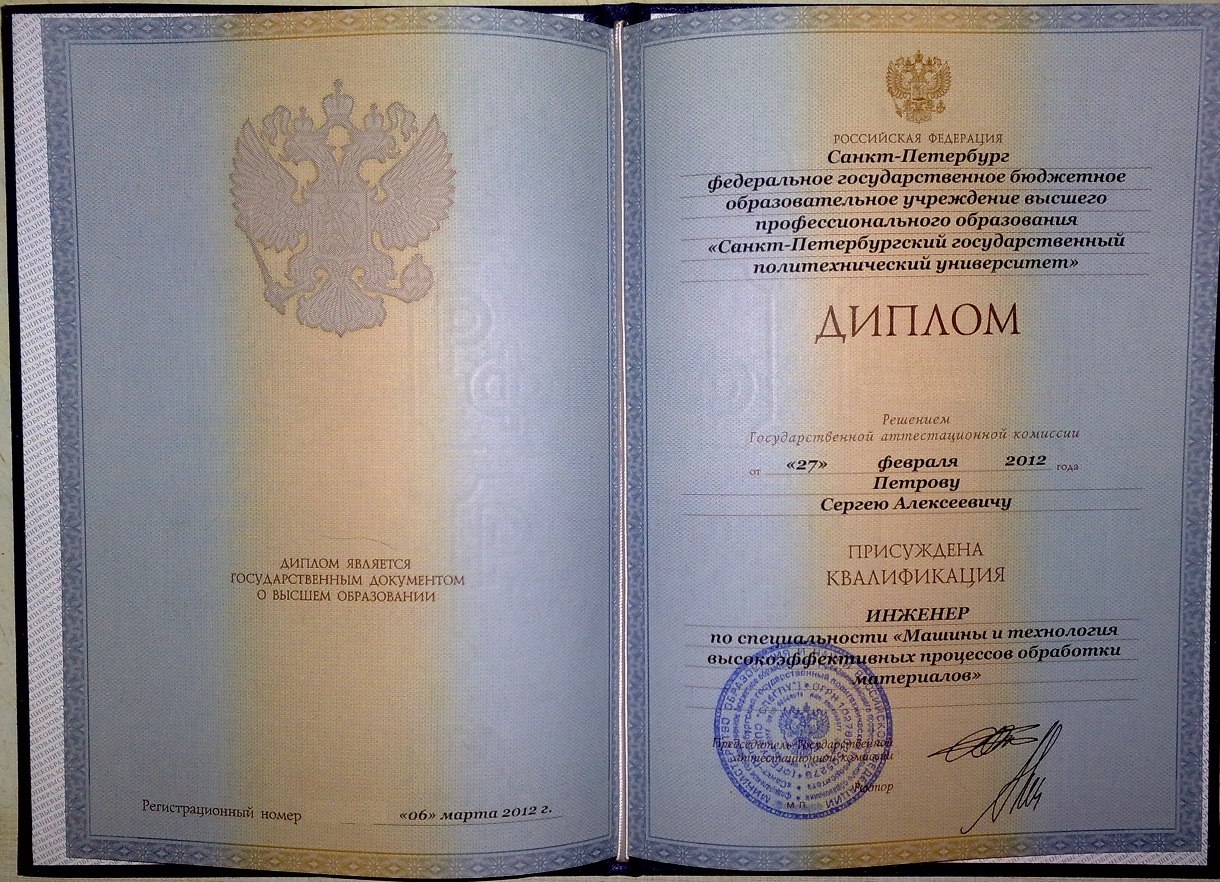 ДИПЛОМ ЯВЛЯЕТСЯ
ГОСУДАРСТВЕННЫМ ДОКУМЕНТОМ
О ВЫСШЕМ ОБРАЗОВАНИИ
Регистрационный номер
«06» марта 2012 г.
РОССИЙСКАЯ ФЕДЕРАЦИЯ
Санкт-Петербург
федеральное государственное бюджетное
образовательное учреждение высшего
профессионального образования
«Санкт-Петербургский государственный
политехнический университет»
ДИПЛОМ
Решением
Государственной аттестационной комиссии
от «27» февраля 2012 года
Петрову
Сергею Алексеевичу
ПРИСУЖДЕНА
КВАЛИФИКАЦИЯ
ИНЖЕНЕР
по специальности «Машины и технология
высокоэффективных процессов обработки
материалов»
Председатель Государственной
аттестационной комиссии
Ректор
М.П.